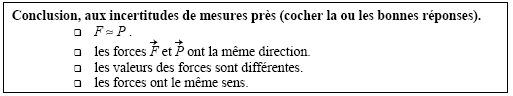 Conclusion, aux incertitudes de mesures près (cocher la ou les bonnes réponses).
❑ F ≃ P .
❑ les forces F⃗ et P⃗ ont la même direction.
❑ les valeurs des forces sont différentes.
❑ les forces ont le même sens.